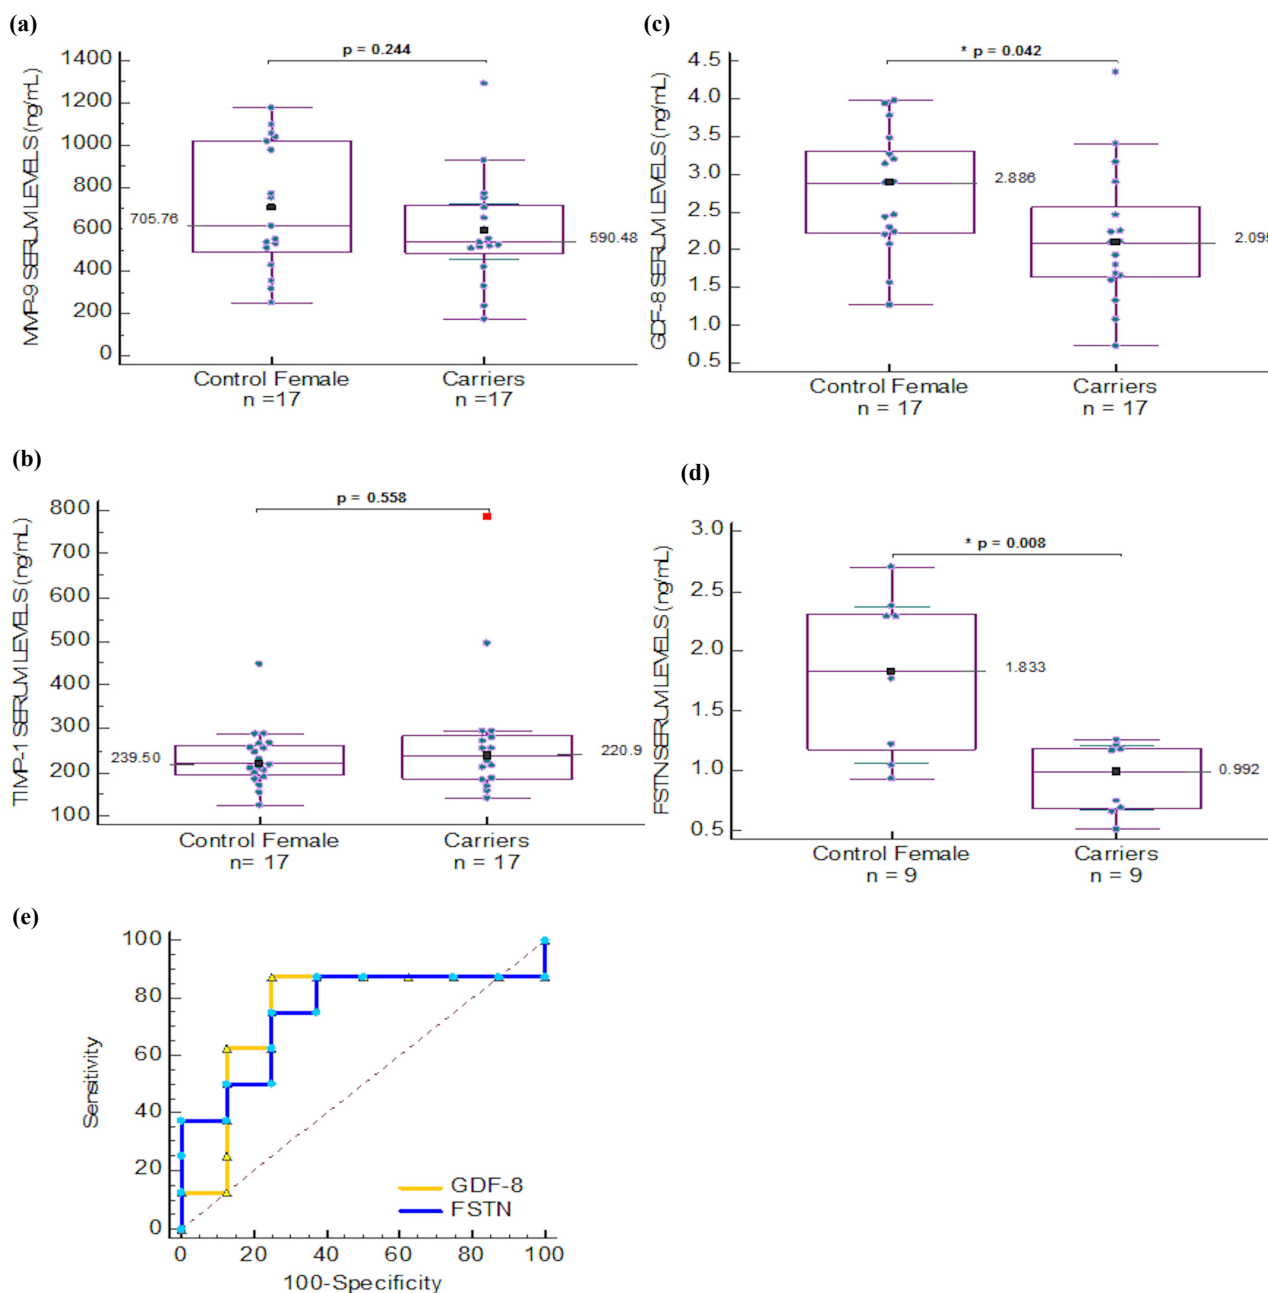 (a)
p = 0.244
MMP-9 SERUM LEVELS (ng/mL)
1400
1200
1000
800
600
400
200
0
705.76
590.48
Control Female
n =17
Carriers
n =17
(c)
* p = 0.042
GDF-8 SERUM LEVELS (ng/mL)
4.5
4.0
3.5
3.0
2.5
2.0
1.5
1.0
0.5
2.886
2.095
Control Female
n = 17
Carriers
n = 17
(b)
p = 0.558
TIMP-1 SERUM LEVELS (ng/mL)
800
700
600
500
400
300
200
100
239.50
220.9
Control Female
n= 17
Carriers
n = 17
(d)
* p = 0.008
FSTN SERUM LEVELS (ng/mL)
3.0
2.5
2.0
1.5
1.0
0.5
1.833
0.992
Control Female
n = 9
Carriers
n = 9
(e)
Sensitivity
100
80
60
40
20
0
GDF-8
FSTN
0 20 40 60 80 100
100-Specificity